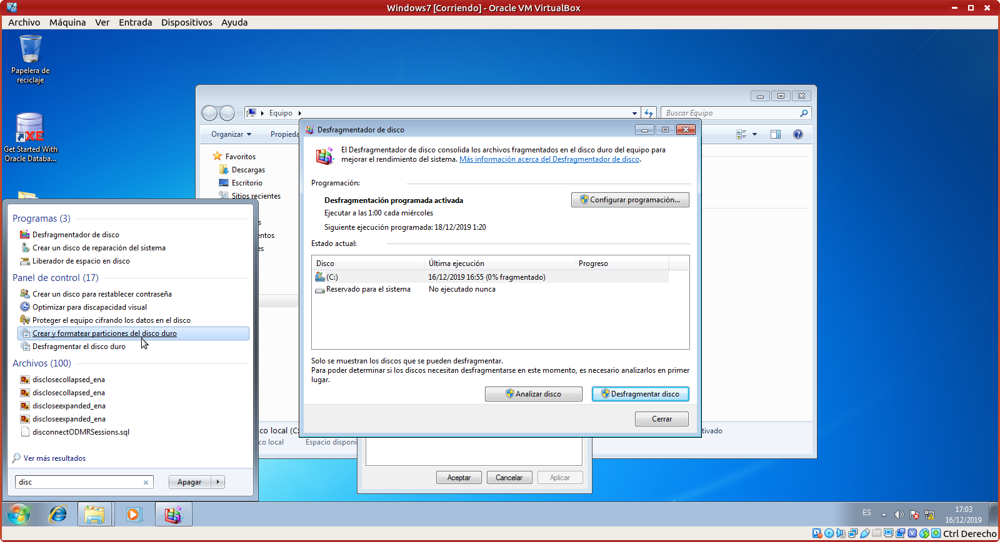 Windows7 [Corriendo] - Oracle VM VirtualBox
Archivo Máquina Ver Entrada Dispositivos Ayuda
Papelera de
reciclaje
XE
Get Started With
Oracle Databa...
Equipo
Buscar Equipo
Organizar
Propieda
Favoritos
Descargas
Escritorio
Sitios recientes
s
entos
es
Desfragmentador de disco
El Desfragmentador de disco consolida los archivos fragmentados en el disco duro del equipo para
mejorar el rendimiento del sistema. Más información acerca del Desfragmentador de disco.
Programación:
Desfragmentación programada activada
Configurar programación...
Ejecutar a las 1:00 cada miércoles
Siguiente ejecución programada: 18/12/2019 1:20
Estado actual:
Disco Última ejecución Progreso
(C:) 16/12/2019 16:55 (0% fragmentado)
Reservado para el sistema No ejecutado nunca
Solo se muestran los discos que se pueden desfragmentar.
Para poder determinar si los discos necesitan desfragmentarse en este momento, es necesario analizarlos en primer
lugar.
Analizar disco Desfragmentar disco
Cerrar
sco local (C:
co local
Espacio disponi
tivado
Aceptar Cancelar Aplicar
Programas (3)
Desfragmentador de disco
Crear un disco de reparación del sistema
Liberador de espacio en disco
Panel de control (17)
Crear un disco para restablecer contraseña
Optimizar para discapacidad visual
Proteger el equipo cifrando los datos en el disco
Crear y formatear particiones del disco duro
Desfragmentar el disco duro
Archivos (100)
disclosecollapsed_ena
disclosecollapsed_ena
discloseexpanded_ena
discloseexpanded_ena
disconnectODMRSessions.sql
Ver más resultados
disc
Apagar
ES
17:03
16/12/2019
Ctrl Derecho